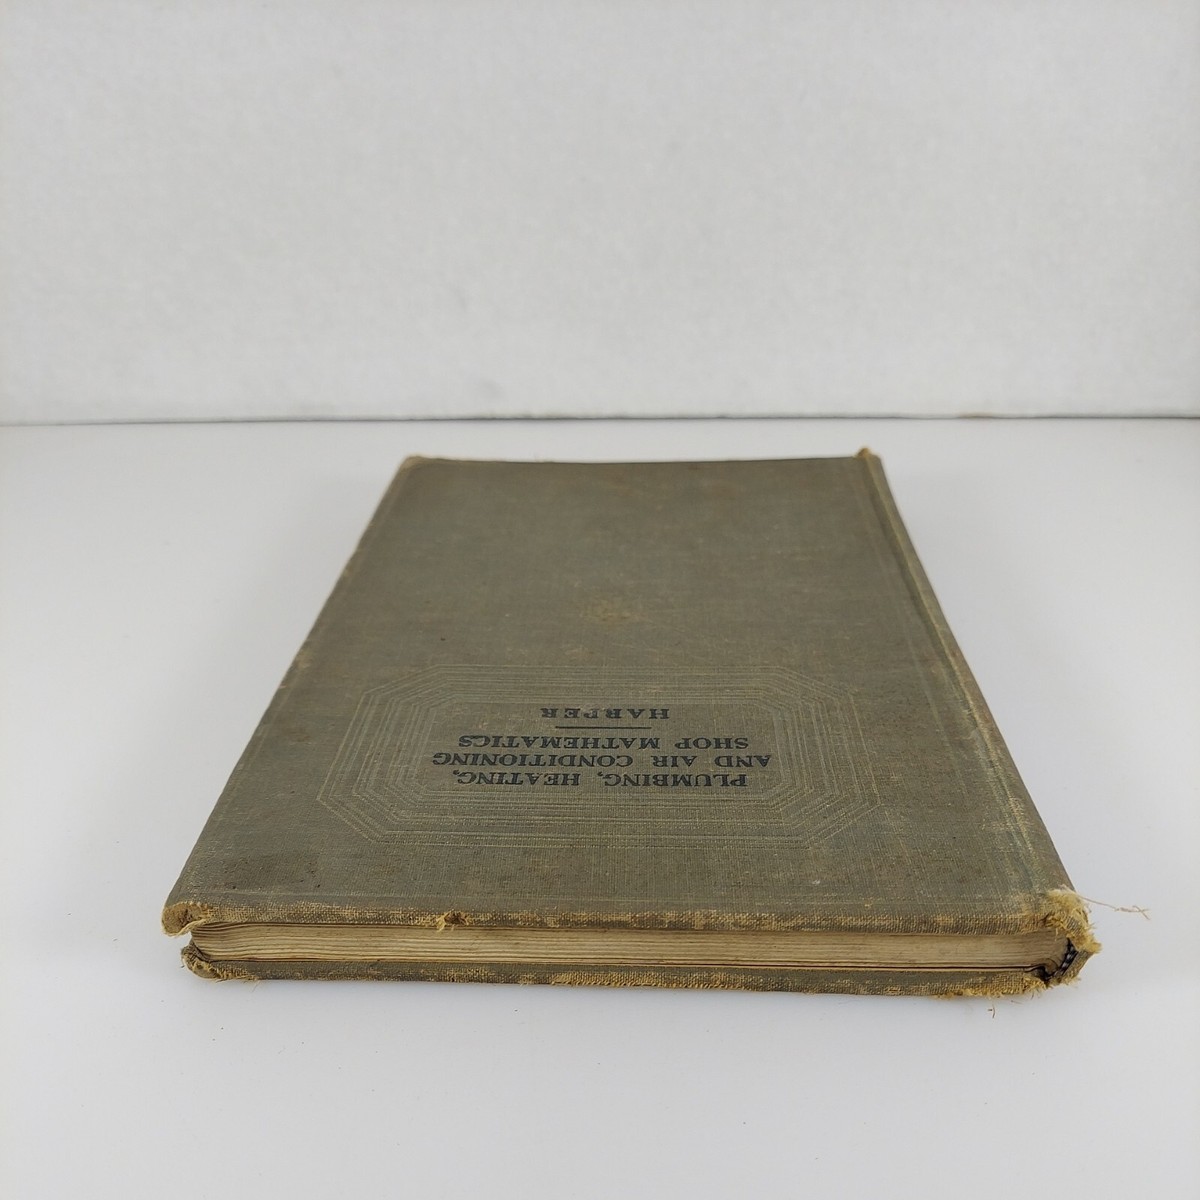 PLUMBING, HEATING,
AND AIR CONDITIONING
SHOP MATHEMATICS
HARPER